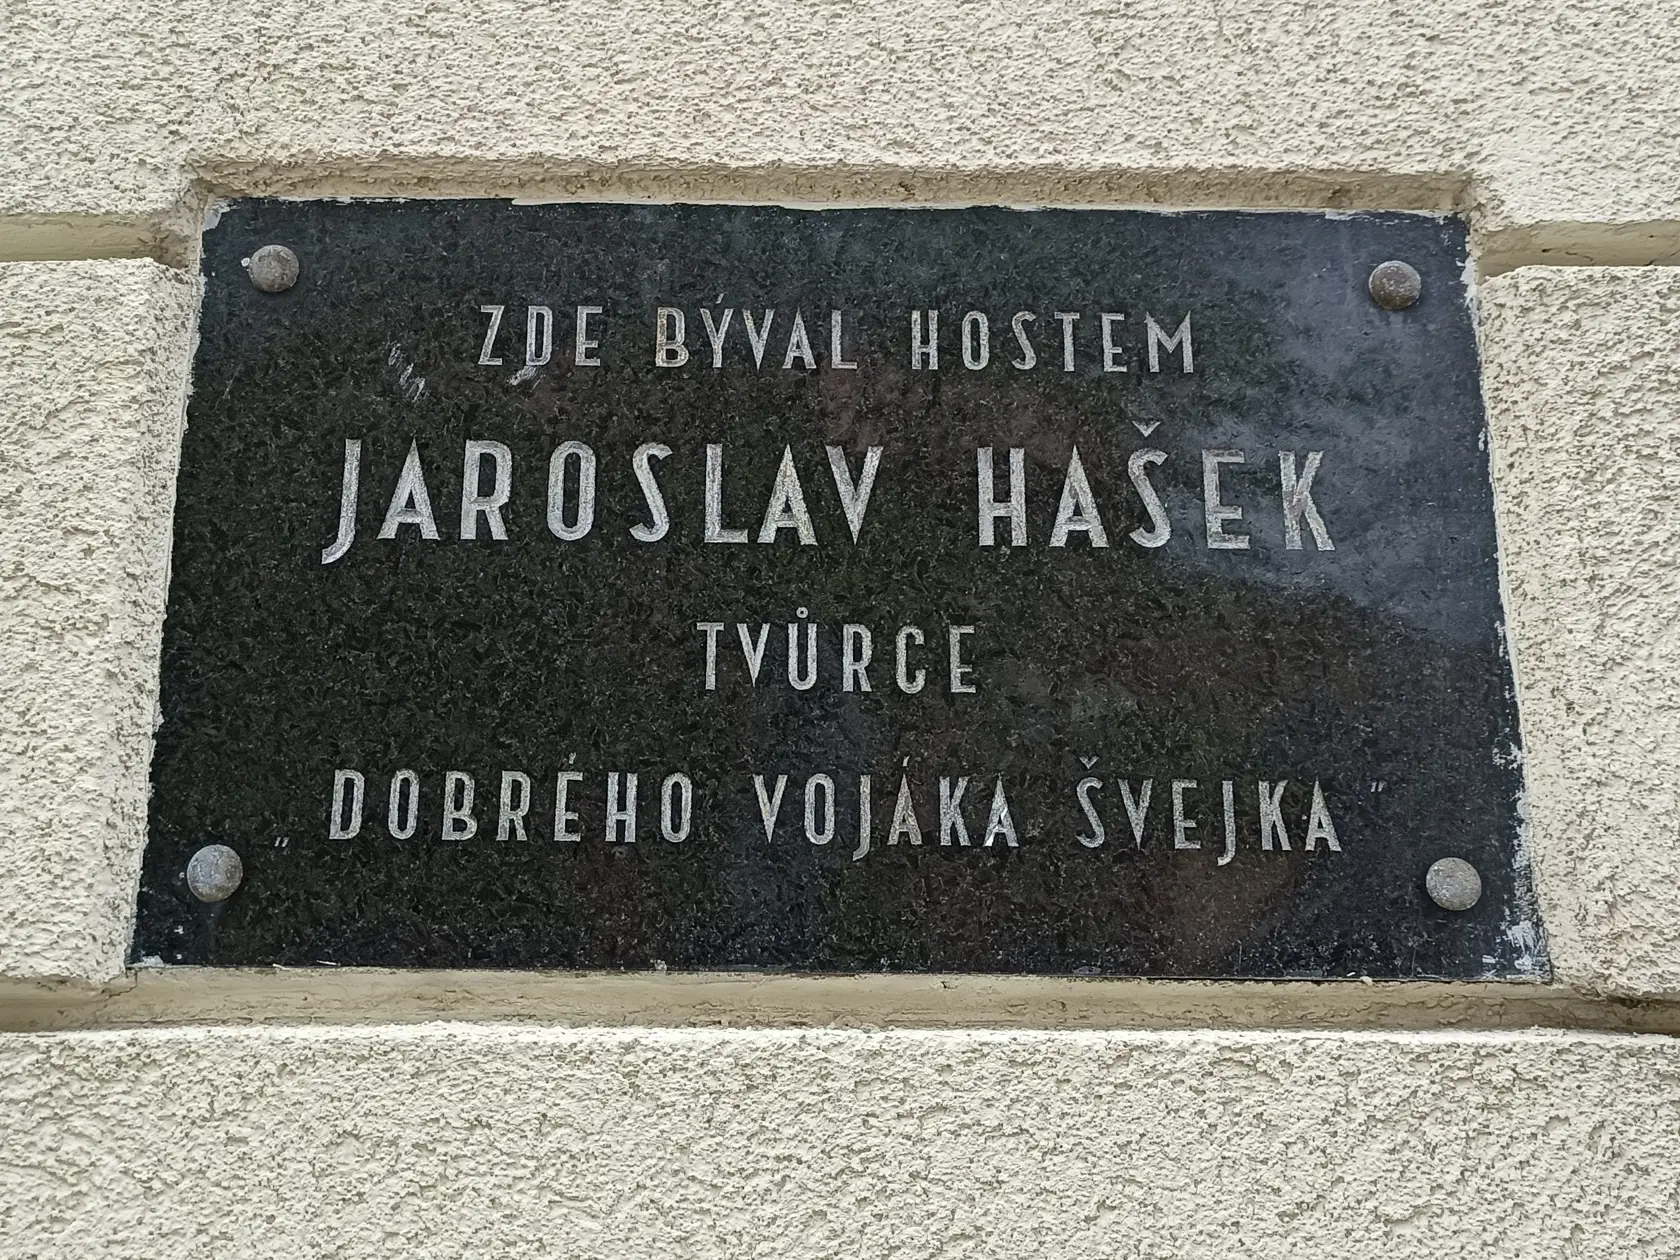 ZDE BÝVAL HOSTEM
JAROSLAV HAŠEK
TVŮRCE
„DOBRÉHO VOJÁKA ŠVEJKA"